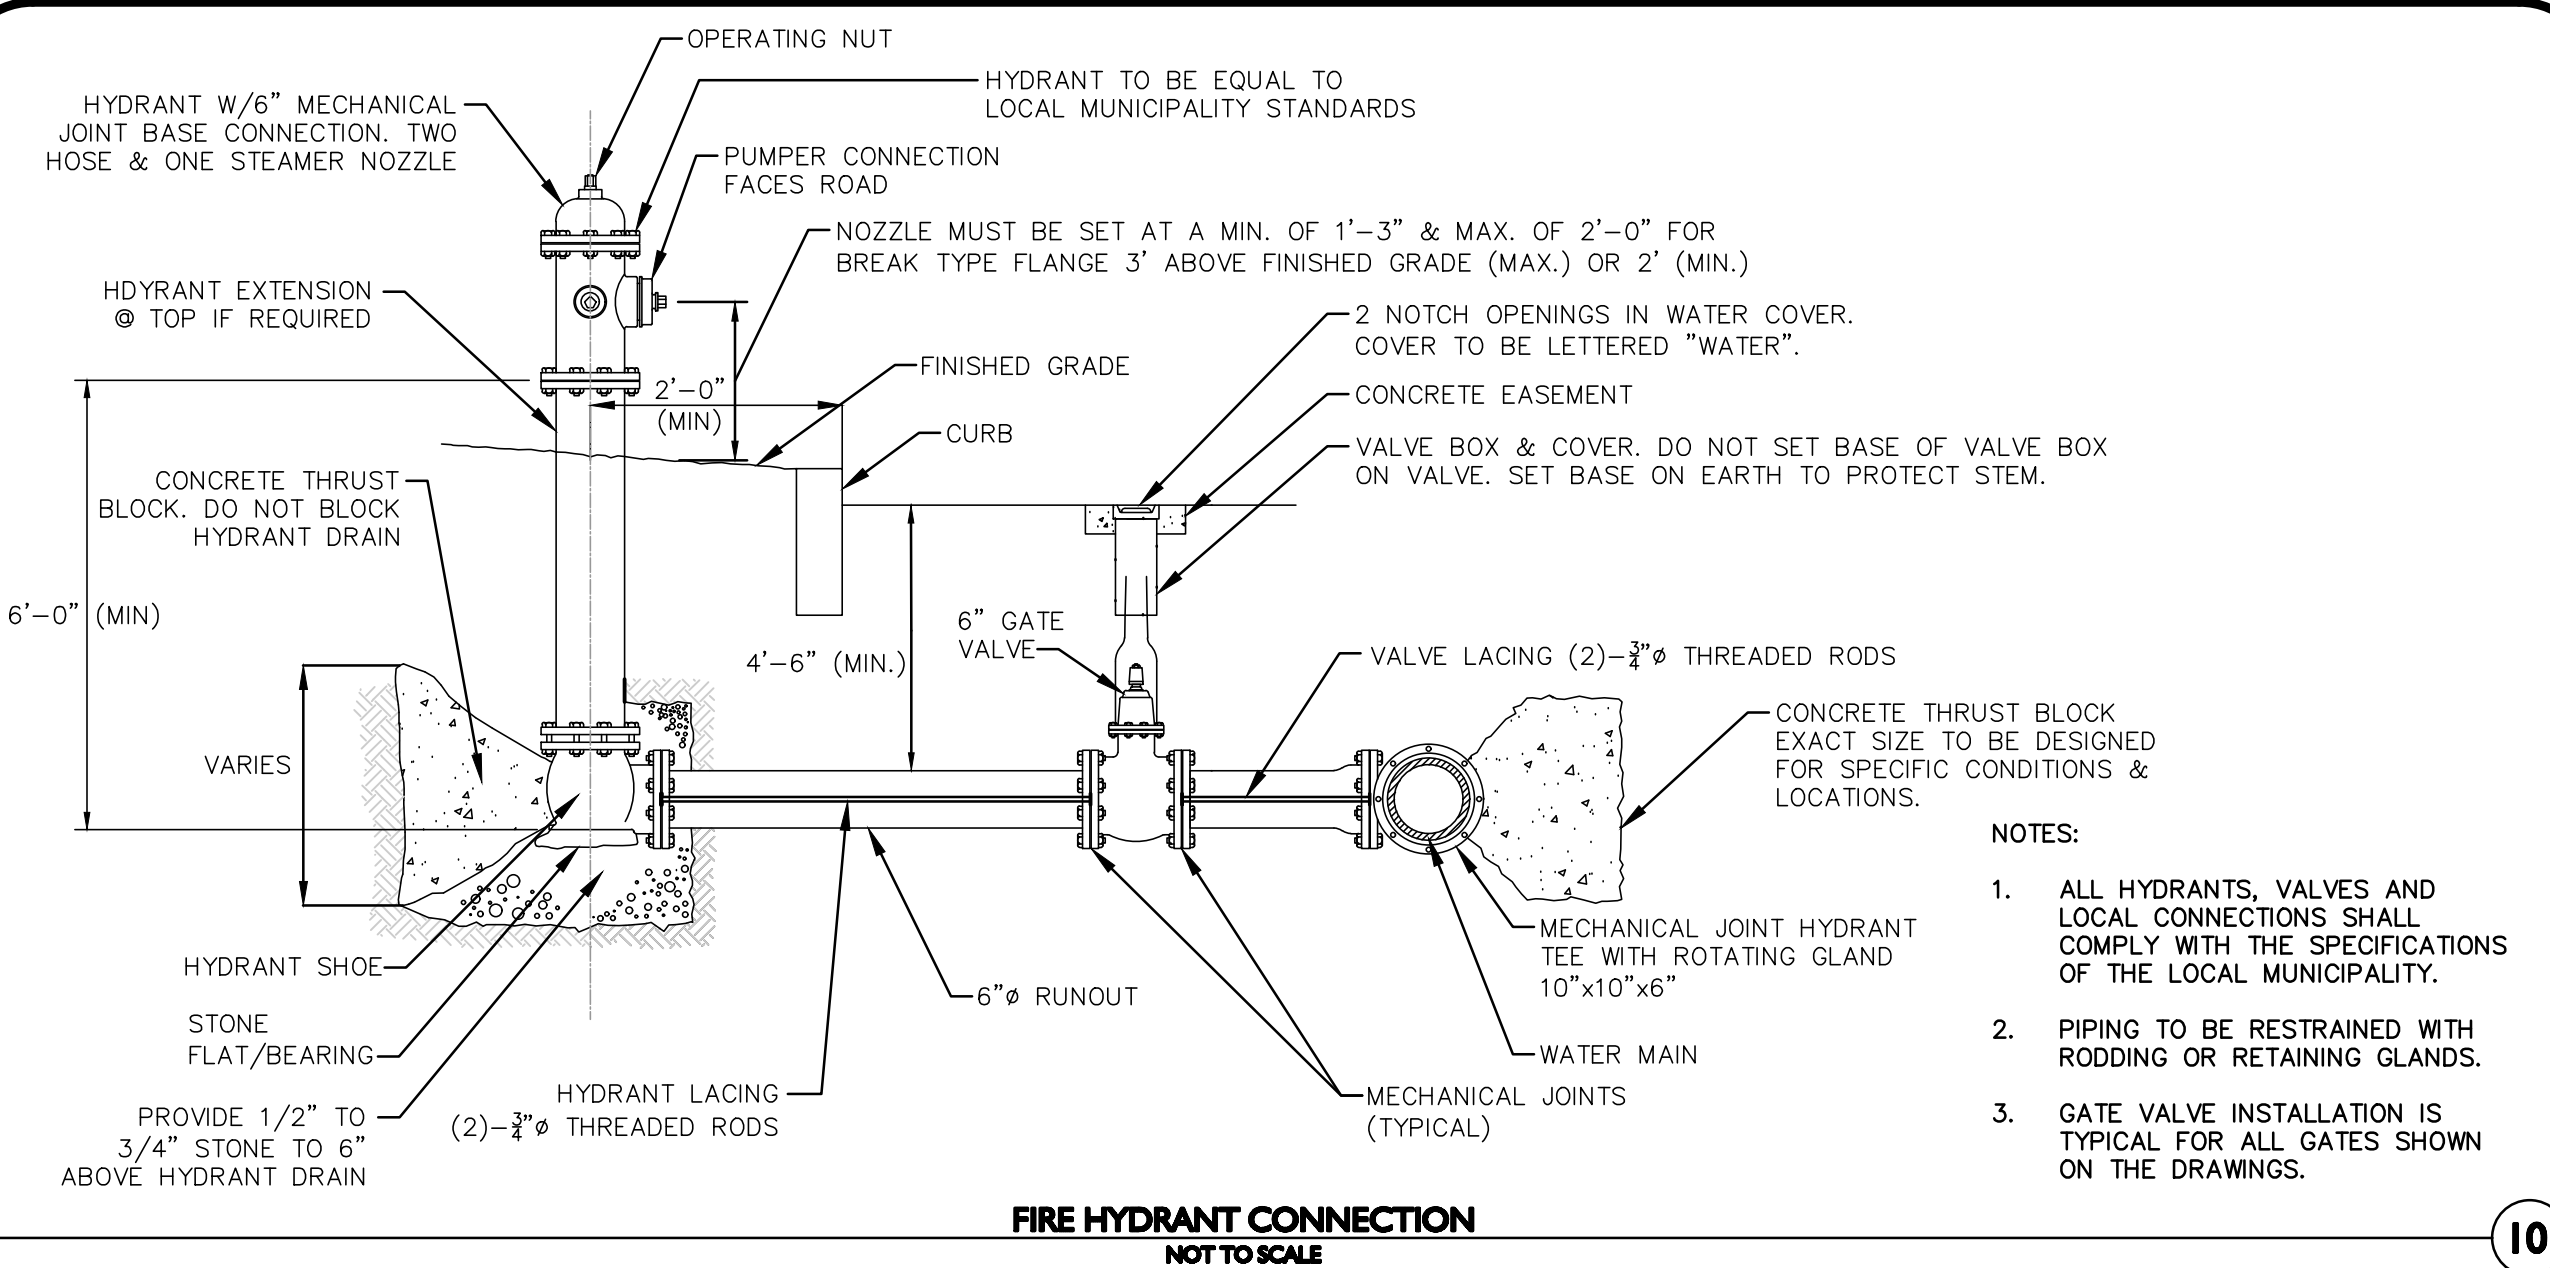 OPERATING NUT
HYDRANT TO BE EQUAL TO
LOCAL MUNICIPALITY STANDARDS
HYDRANT W/6” MECHANICAL
JOINT BASE CONNECTION. TWO
HOSE & ONE STEAMER NOZZLE
PUMPER CONNECTION
FACES ROAD
NOZZLE MUST BE SET AT A MIN. OF 1’-3” & MAX. OF 2’-0” FOR
BREAK TYPE FLANGE 3’ ABOVE FINISHED GRADE (MAX.) OR 2’ (MIN.)
HDYRANT EXTENSION
@ TOP IF REQUIRED
2 NOTCH OPENINGS IN WATER COVER.
COVER TO BE LETTERED ”WATER”.
FINISHED GRADE
2’-0”
(MIN)
CONCRETE EASEMENT
CURB
VALVE BOX & COVER. DO NOT SET BASE OF VALVE BOX
ON VALVE. SET BASE ON EARTH TO PROTECT STEM.
CONCRETE THRUST
BLOCK. DO NOT BLOCK
HYDRANT DRAIN
6’-0” (MIN)
6” GATE
VALVE
4’-6” (MIN.)
VALVE LACING (2)-3/4”ø THREADED RODS
VARIES
CONCRETE THRUST BLOCK
EXACT SIZE TO BE DESIGNED
FOR SPECIFIC CONDITIONS &
LOCATIONS.
MECHANICAL JOINT HYDRANT
TEE WITH ROTATING GLAND
10”x10”x6”
HYDRANT SHOE
6”ø RUNOUT
STONE
FLAT/BEARING
WATER MAIN
HYDRANT LACING
(2)-3/4”ø THREADED RODS
MECHANICAL JOINTS
(TYPICAL)
PROVIDE 1/2” TO
3/4” STONE TO 6”
ABOVE HYDRANT DRAIN
NOTES:
1. ALL HYDRANTS, VALVES AND
LOCAL CONNECTIONS SHALL
COMPLY WITH THE SPECIFICATIONS
OF THE LOCAL MUNICIPALITY.
2. PIPING TO BE RESTRAINED WITH
RODDING OR RETAINING GLANDS.
3. GATE VALVE INSTALLATION IS
TYPICAL FOR ALL GATES SHOWN
ON THE DRAWINGS.
FIRE HYDRANT CONNECTION
NOT TO SCALE
10